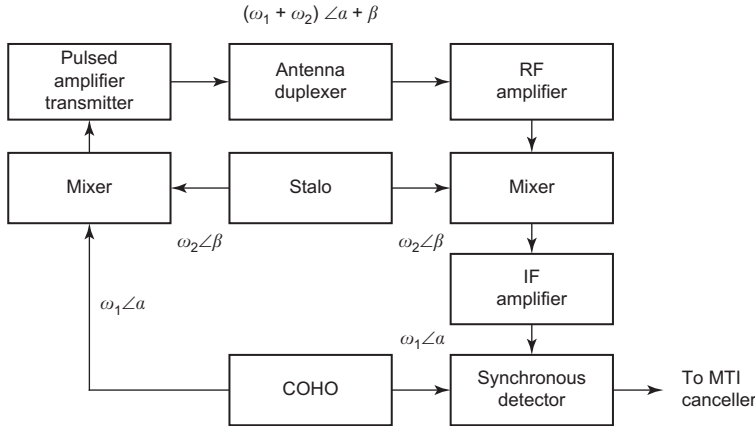 (ω₁ + ω₂) ∠α + β
Pulsed
amplifier
transmitter
Antenna
duplexer
RF
amplifier
Mixer
Stalo
Mixer
ω₂∠β
ω₂∠β
IF
amplifier
ω₁∠α
ω₁∠α
COHO
Synchronous
detector
To MTI
canceller